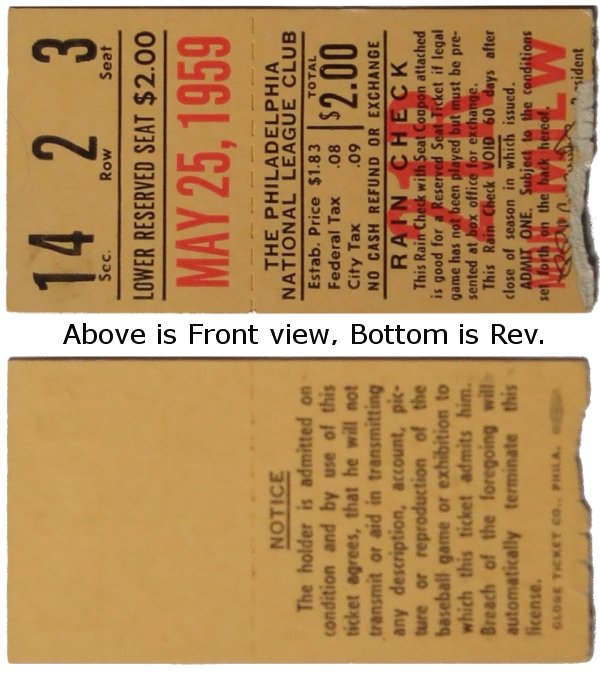 14 2 3
Sec. Row Seat
LOWER RESERVED SEAT $2.00
MAY 25, 1959
THE PHILADELPHIA
NATIONAL LEAGUE CLUB
Estab. Price $1.83 TOTAL
Federal Tax .08 $2.00
City Tax .09
NO CASH REFUND OR EXCHANGE
RAIN CHECK
This Rain Check with Seat Coupon attached
is good for a Reserved Seat Ticket if legal
game has not been played but must be pre-
sented at box office for exchange.
This Rain Check VOID 60 days after
close of season in which issued.
ADMIT ONE. Subject to the conditions
set forth on the back hereof.
Above is Front view, Bottom is Rev.
NOTICE
The holder is admitted on
condition and by use of this
ticket agrees, that he will not
transmit or aid in transmitting
any description, account, pic-
ture or reproduction of the
baseball game or exhibition to
which this ticket admits him.
Breach of the foregoing will
automatically terminate this
license.
GLOBE TICKET CO., PHILA.